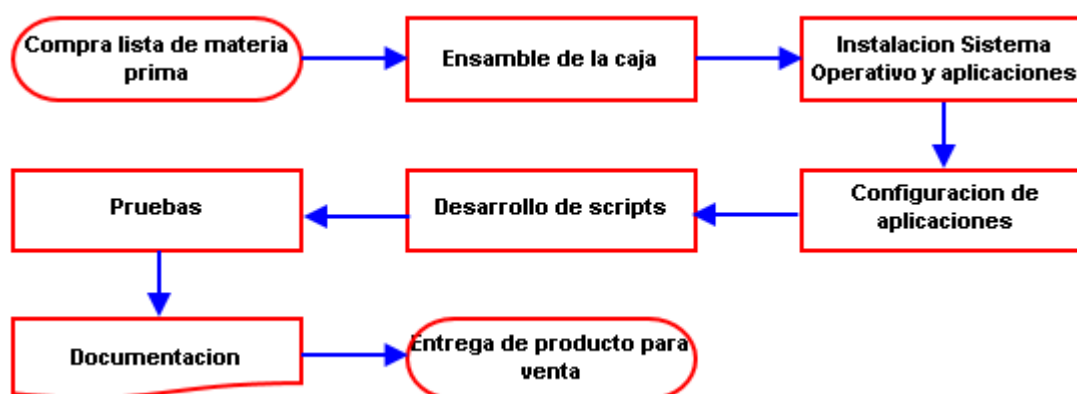 Compra lista de materia
prima
Ensamble de la caja
Instalacion Sistema
Operativo y aplicaciones
Configuracion de
aplicaciones
Desarrollo de scripts
Pruebas
Documentacion
Entrega de producto para
venta